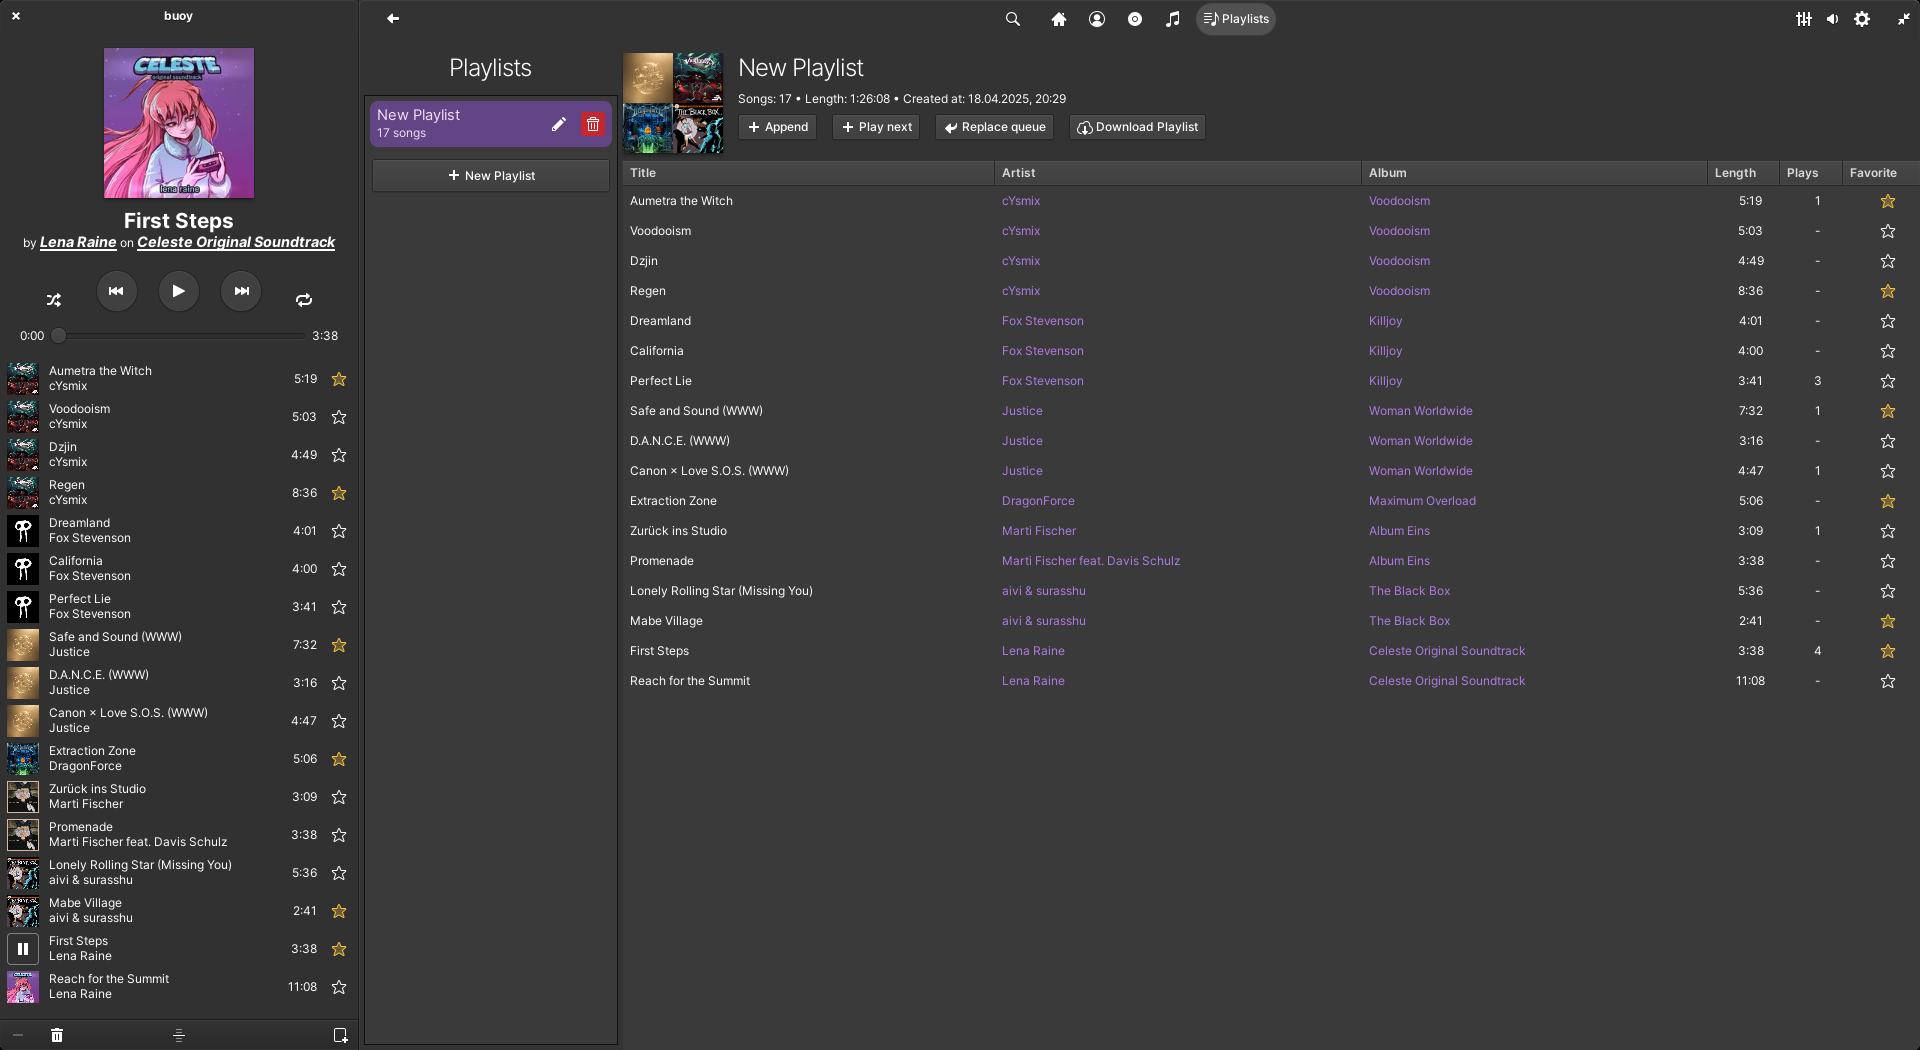 buoy
CELESTE
original soundtrack
lena raine
First Steps
by Lena Raine on Celeste Original Soundtrack
0:00
3:38
Aumetra the Witch
cYsmix
5:19
Voodooism
cYsmix
5:03
Dzjin
cYsmix
4:49
Regen
cYsmix
8:36
Dreamland
Fox Stevenson
4:01
California
Fox Stevenson
4:00
Perfect Lie
Fox Stevenson
3:41
Safe and Sound (WWW)
Justice
7:32
D.A.N.C.E. (WWW)
Justice
3:16
Canon × Love S.O.S. (WWW)
Justice
4:47
Extraction Zone
DragonForce
5:06
Zurück ins Studio
Marti Fischer
3:09
Promenade
Marti Fischer feat. Davis Schulz
3:38
Lonely Rolling Star (Missing You)
aivi & surasshu
5:36
Mabe Village
aivi & surasshu
2:41
First Steps
Lena Raine
3:38
Reach for the Summit
Lena Raine
11:08
Playlists
Playlists
New Playlist
17 songs
New Playlist
THE BLACK BOX
New Playlist
Songs: 17 • Length: 1:26:08 • Created at: 18.04.2025, 20:29
Append Play next Replace queue Download Playlist
Title Artist Album Length Plays Favorite
Aumetra the Witch cYsmix Voodooism 5:19 1
Voodooism cYsmix Voodooism 5:03 -
Dzjin cYsmix Voodooism 4:49 -
Regen cYsmix Voodooism 8:36 -
Dreamland Fox Stevenson Killjoy 4:01 -
California Fox Stevenson Killjoy 4:00 -
Perfect Lie Fox Stevenson Killjoy 3:41 3
Safe and Sound (WWW) Justice Woman Worldwide 7:32 1
D.A.N.C.E. (WWW) Justice Woman Worldwide 3:16 -
Canon × Love S.O.S. (WWW) Justice Woman Worldwide 4:47 1
Extraction Zone DragonForce Maximum Overload 5:06 -
Zurück ins Studio Marti Fischer Album Eins 3:09 1
Promenade Marti Fischer feat. Davis Schulz Album Eins 3:38 -
Lonely Rolling Star (Missing You) aivi & surasshu The Black Box 5:36 -
Mabe Village aivi & surasshu The Black Box 2:41 -
First Steps Lena Raine Celeste Original Soundtrack 3:38 4
Reach for the Summit Lena Raine Celeste Original Soundtrack 11:08 -